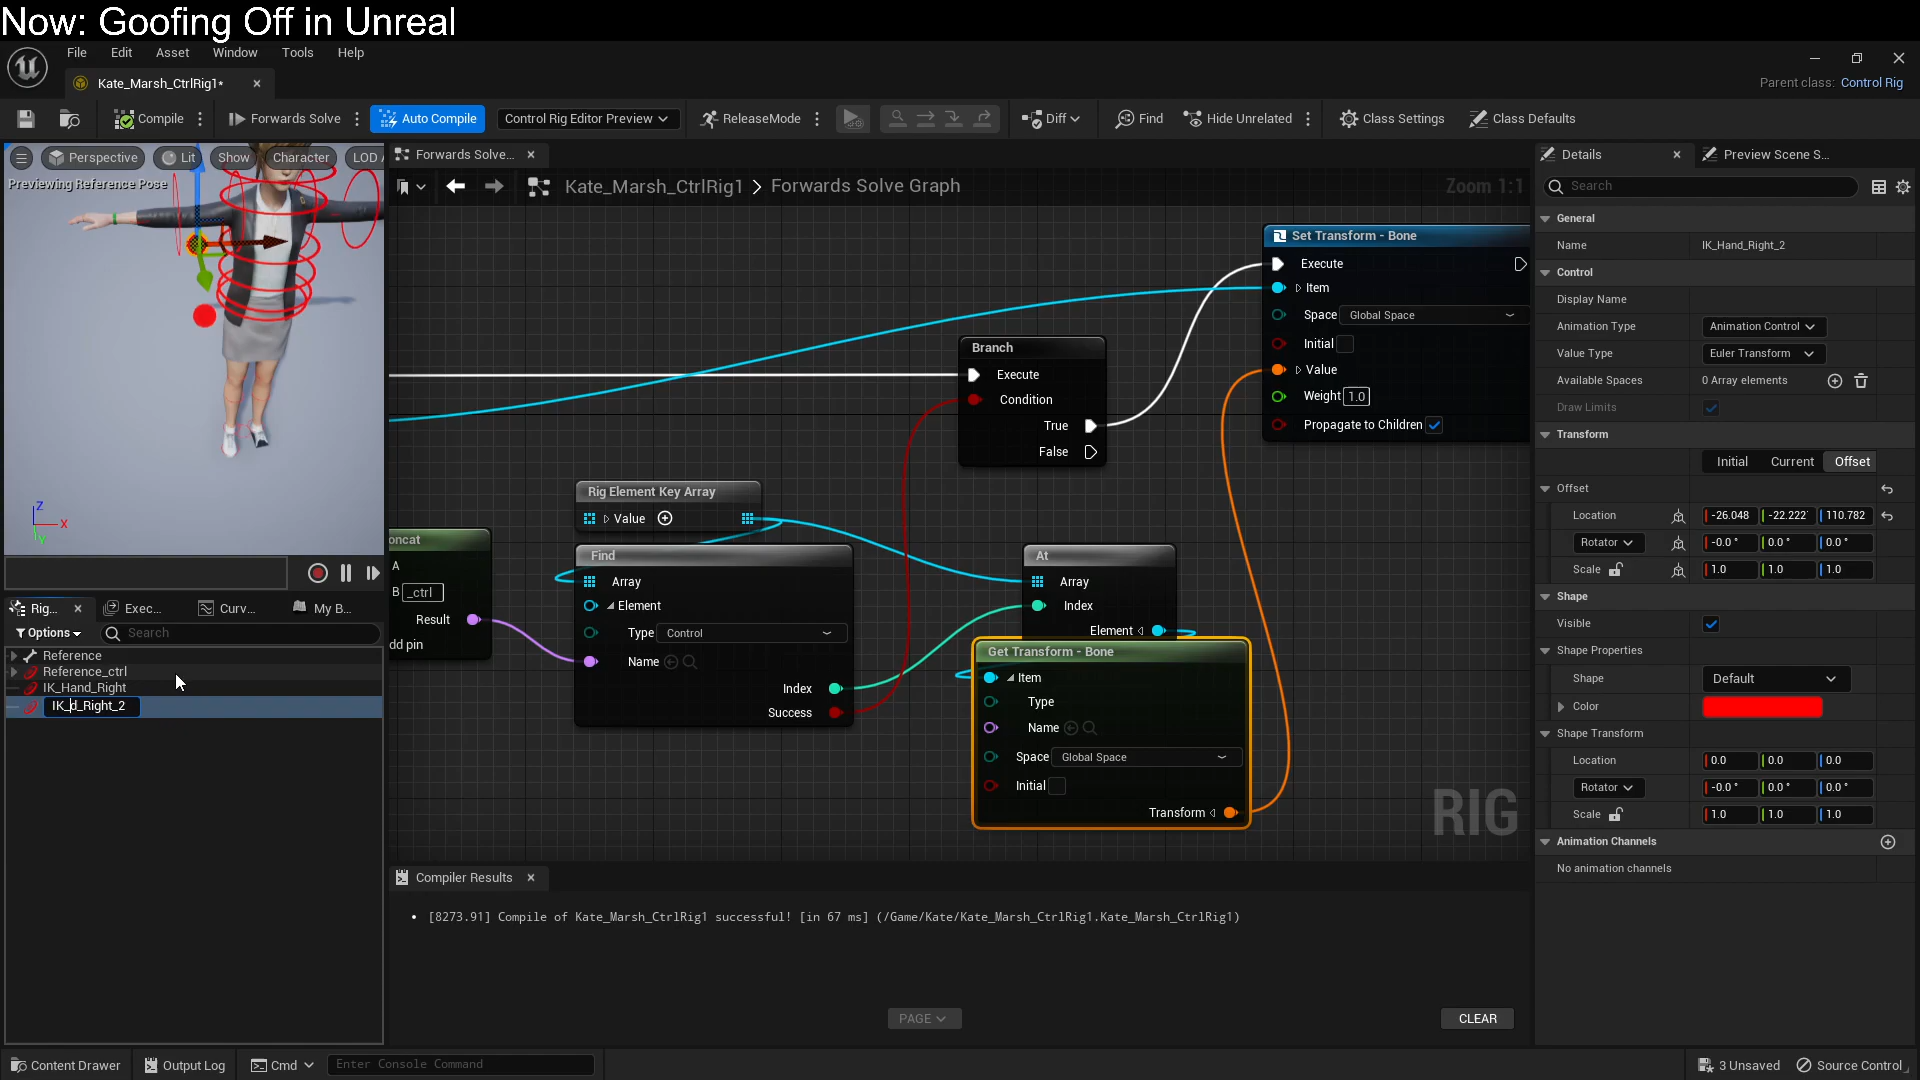 Now: Goofing Off in Unreal
File Edit Asset Window Tools Help
Kate_Marsh_CtrlRig1*
Parent class: Control Rig
Compile Forwards Solve Auto Compile Control Rig Editor Preview ReleaseMode Diff Find Hide Unrelated Class Settings Class Defaults
Perspective Lit Show Character LOD A
Previewing Reference Pose
Z
X
Y
Forwards Solve...
Kate_Marsh_CtrlRig1 > Forwards Solve Graph
Zoom 1:1
Set Transform - Bone
Execute
Item
Space Global Space
Initial
Value
Weight 1.0
Propagate to Children
Branch
Execute
Condition
True
False
Rig Element Key Array
Value
oncat
A
B _ctrl
Result
dd pin
Find
Array
Element
Type Control
Name
Index
Success
At
Array
Index
Element
Get Transform - Bone
Item
Type
Name
Space Global Space
Initial
Transform
RIG
Rig... Exec... Curv... My B...
Options Search
Reference
Reference_ctrl
IK_Hand_Right
IK_d_Right_2
Compiler Results
• [8273.91] Compile of Kate_Marsh_CtrlRig1 successful! [in 67 ms] (/Game/Kate/Kate_Marsh_CtrlRig1.Kate_Marsh_CtrlRig1)
PAGE
CLEAR
Details Preview Scene S...
Search
General
Name IK_Hand_Right_2
Control
Display Name
Animation Type Animation Control
Value Type Euler Transform
Available Spaces 0 Array elements
Draw Limits
Transform
Initial Current Offset
Offset
Location -26.048 -22.222 110.782
Rotator -0.0 ° 0.0 ° 0.0 °
Scale 1.0 1.0 1.0
Shape
Visible
Shape Properties
Shape Default
Color
Shape Transform
Location 0.0 0.0 0.0
Rotator -0.0 ° 0.0 ° 0.0 °
Scale 1.0 1.0 1.0
Animation Channels
No animation channels
Content Drawer Output Log Cmd Enter Console Command
3 Unsaved Source Control